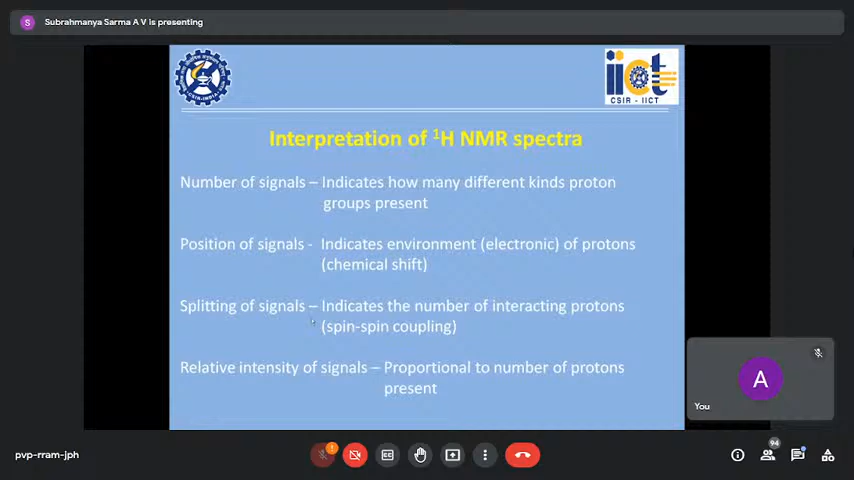 S Subrahmanya Sarma A V is presenting
iict
CSIR - IICT
Interpretation of ¹H NMR spectra
Number of signals – Indicates how many different kinds proton
groups present
Position of signals - Indicates environment (electronic) of protons
(chemical shift)
Splitting of signals – Indicates the number of interacting protons
(spin-spin coupling)
Relative intensity of signals – Proportional to number of protons
present
A
You
pvp-rram-jph
94